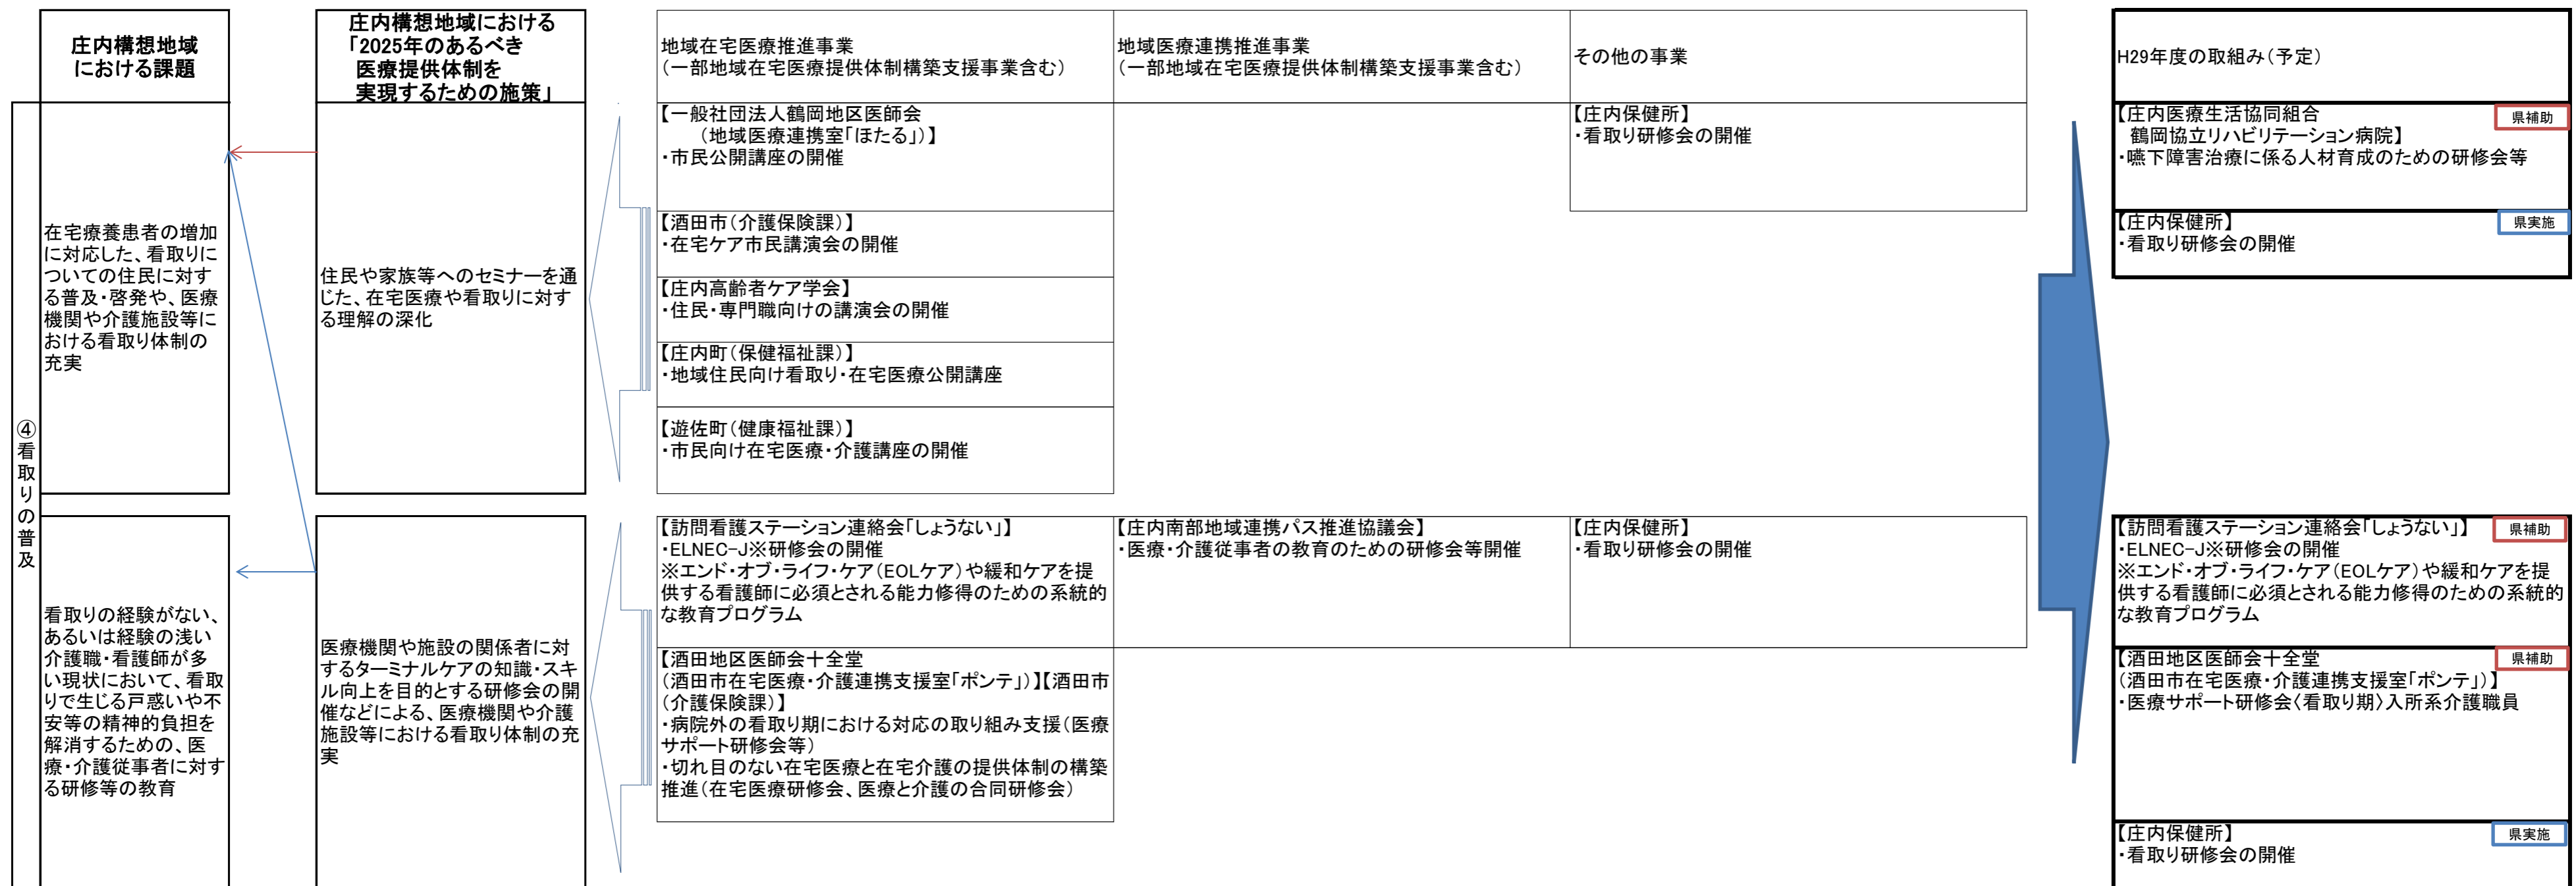 庄内構想地域
における課題
庄内構想地域における
「2025年のあるべき
医療提供体制を
実現するための施策」
地域在宅医療推進事業
(一部地域在宅医療提供体制構築支援事業含む)
地域医療連携推進事業
(一部地域在宅医療提供体制構築支援事業含む)
その他の事業
H29年度の取組み(予定)
④看取りの普及
在宅療養患者の増加
に対応した、看取りに
ついての住民に対す
る普及・啓発や、医療
機関や介護施設等に
おける看取り体制の
充実
住民や家族等へのセミナーを通
じた、在宅医療や看取りに対す
る理解の深化
【一般社団法人鶴岡地区医師会
(地域医療連携室「ほたる」)】
・市民公開講座の開催
【庄内保健所】
・看取り研修会の開催
【酒田市(介護保険課)】
・在宅ケア市民講演会の開催
【庄内高齢者ケア学会】
・住民・専門職向けの講演会の開催
【庄内町(保健福祉課)】
・地域住民向け看取り・在宅医療公開講座
【遊佐町(健康福祉課)】
・市民向け在宅医療・介護講座の開催
【庄内医療生活協同組合
鶴岡協立リハビリテーション病院】
県補助
・嚥下障害治療に係る人材育成のための研修会等
【庄内保健所】
県実施
・看取り研修会の開催
看取りの経験がない、
あるいは経験の浅い
介護職・看護師が多
い現状において、看取
りで生じる戸惑いや不
安等の精神的負担を
解消するための、医
療・介護従事者に対す
る研修等の教育
医療機関や施設の関係者に対
するターミナルケアの知識・スキ
ル向上を目的とする研修会の開
催などによる、医療機関や介護
施設等における看取り体制の充
実
【訪問看護ステーション連絡会「しょうない」】
・ELNEC-J※研修会の開催
※エンド・オブ・ライフ・ケア(EOLケア)や緩和ケアを提
供する看護師に必須とされる能力修得のための系統的
な教育プログラム
【庄内南部地域連携パス推進協議会】
・医療・介護従事者の教育のための研修会等開催
【庄内保健所】
・看取り研修会の開催
【酒田地区医師会十全堂
(酒田市在宅医療・介護連携支援室「ポンテ」)】【酒田市
(介護保険課)】
・病院外の看取り期における対応の取り組み支援(医療
サポート研修会等)
・切れ目のない在宅医療と在宅介護の提供体制の構築
推進(在宅医療研修会、医療と介護の合同研修会)
【訪問看護ステーション連絡会「しょうない」】
県補助
・ELNEC-J※研修会の開催
※エンド・オブ・ライフ・ケア(EOLケア)や緩和ケアを提
供する看護師に必須とされる能力修得のための系統的
な教育プログラム
【酒田地区医師会十全堂
県補助
(酒田市在宅医療・介護連携支援室「ポンテ」)】
・医療サポート研修会〈看取り期〉入所系介護職員
【庄内保健所】
県実施
・看取り研修会の開催